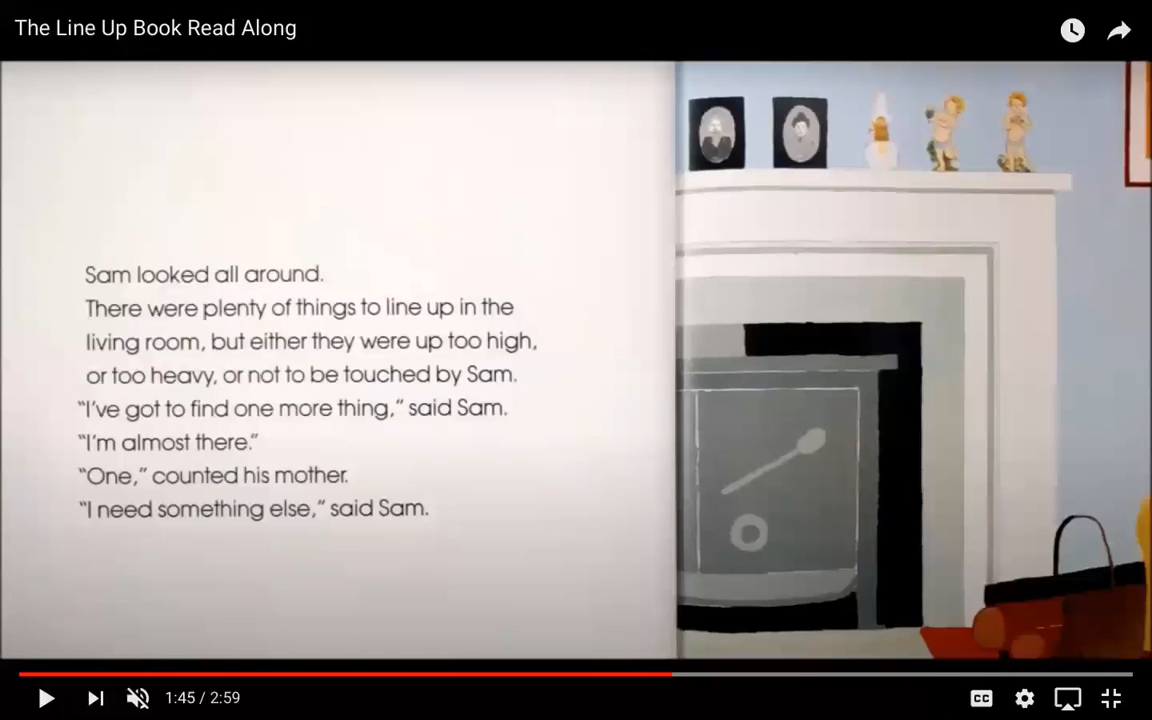 The Line Up Book Read Along
Sam looked all around.
There were plenty of things to line up in the
living room, but either they were up too high,
or too heavy, or not to be touched by Sam.
“I’ve got to find one more thing,” said Sam.
“I’m almost there.”
“One,” counted his mother.
“I need something else,” said Sam.
1:45 / 2:59
CC